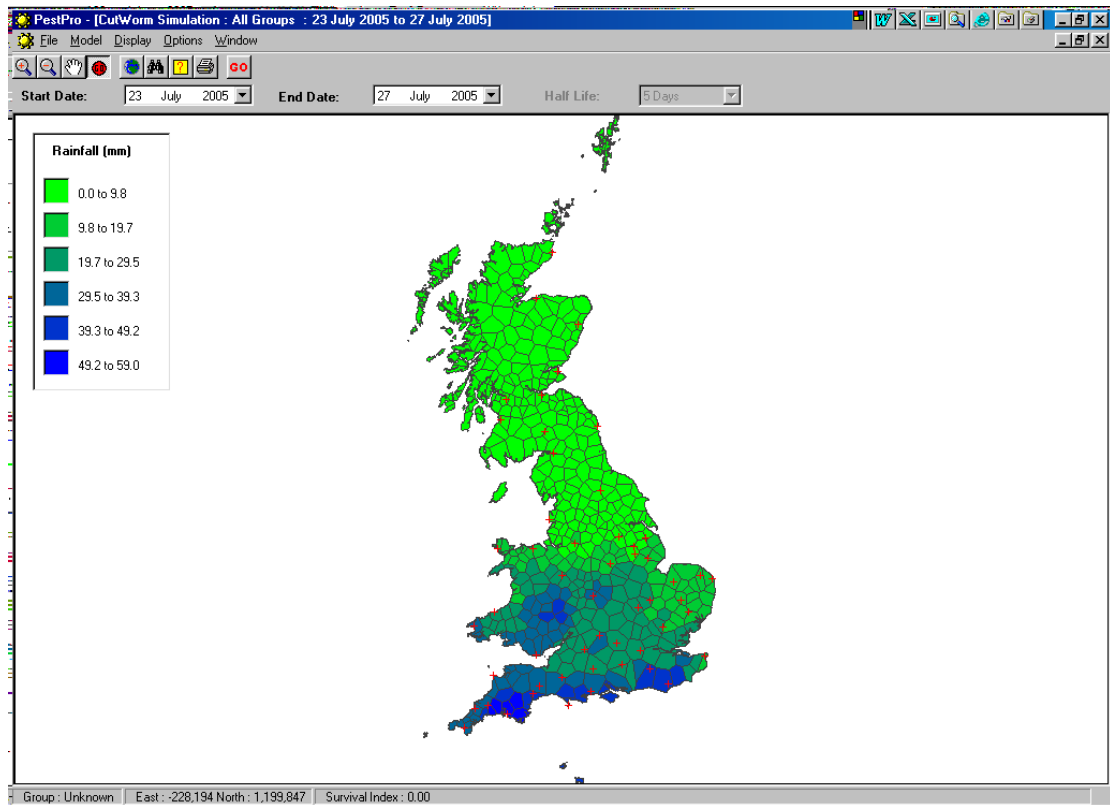 PestPro - [CutWorm Simulation : All Groups : 23 July 2005 to 27 July 2005]
File Model Display Options Window
GO
Start Date: 23 July 2005 End Date: 27 July 2005 Half Life: 5 Days
Rainfall (mm)
0.0 to 9.8
9.8 to 19.7
19.7 to 29.5
29.5 to 39.3
39.3 to 49.2
49.2 to 59.0
Group : Unknown East : -228,194 North : 1,199,847 Survival Index : 0.00